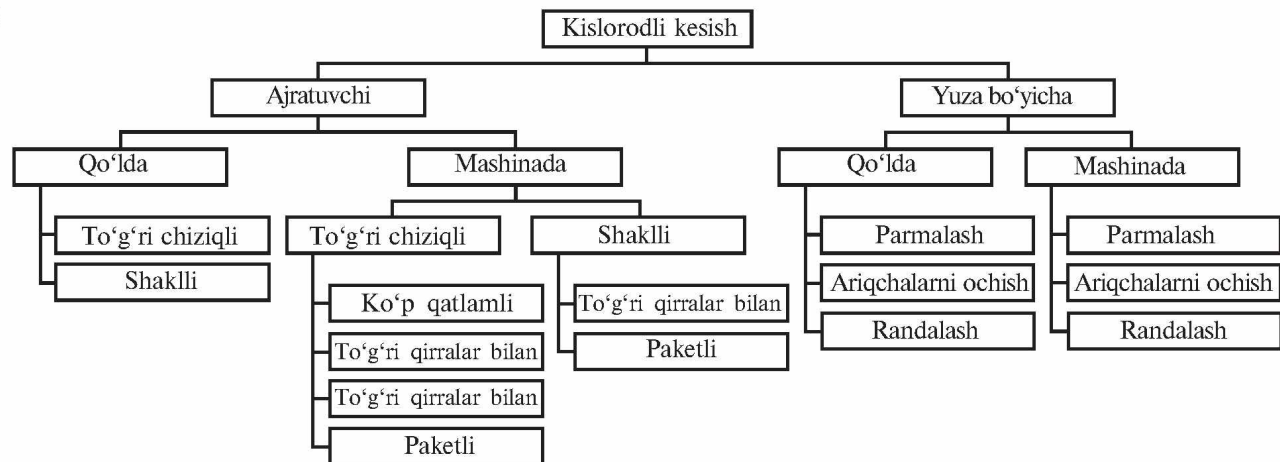 Kislorodli kesish
Ajratuvchi
Yuza bo‘yicha
Qo‘lda
Mashinada
Qo‘lda
Mashinada
To‘g‘ri chiziqli
Shaklli
To‘g‘ri chiziqli
Ko‘p qatlamli
To‘g‘ri qirralar bilan
To‘g‘ri qirralar bilan
Paketli
Shaklli
To‘g‘ri qirralar bilan
Paketli
Parmalash
Ariqchalarni ochish
Randalash
Parmalash
Ariqchalarni ochish
Randalash